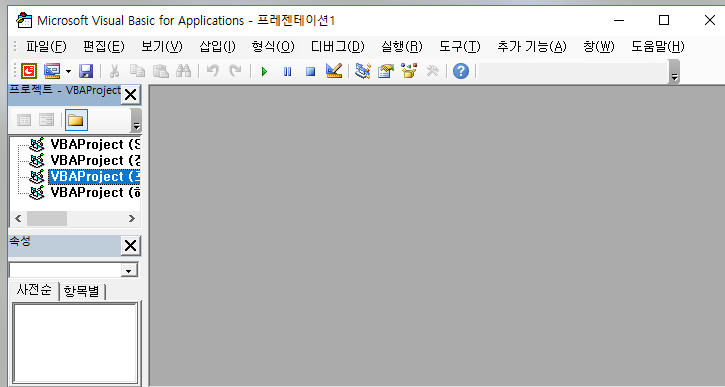 Microsoft Visual Basic for Applications - 프레젠테이션1
파일(F) 편집(E) 보기(V) 삽입(I) 형식(O) 디버그(D) 실행(R) 도구(T) 추가 기능(A) 창(W) 도움말(H)
프로젝트 - VBAProject
VBAProject (S
VBAProject (
VBAProject (프
VBAProject (하
속성
사전순 항목별